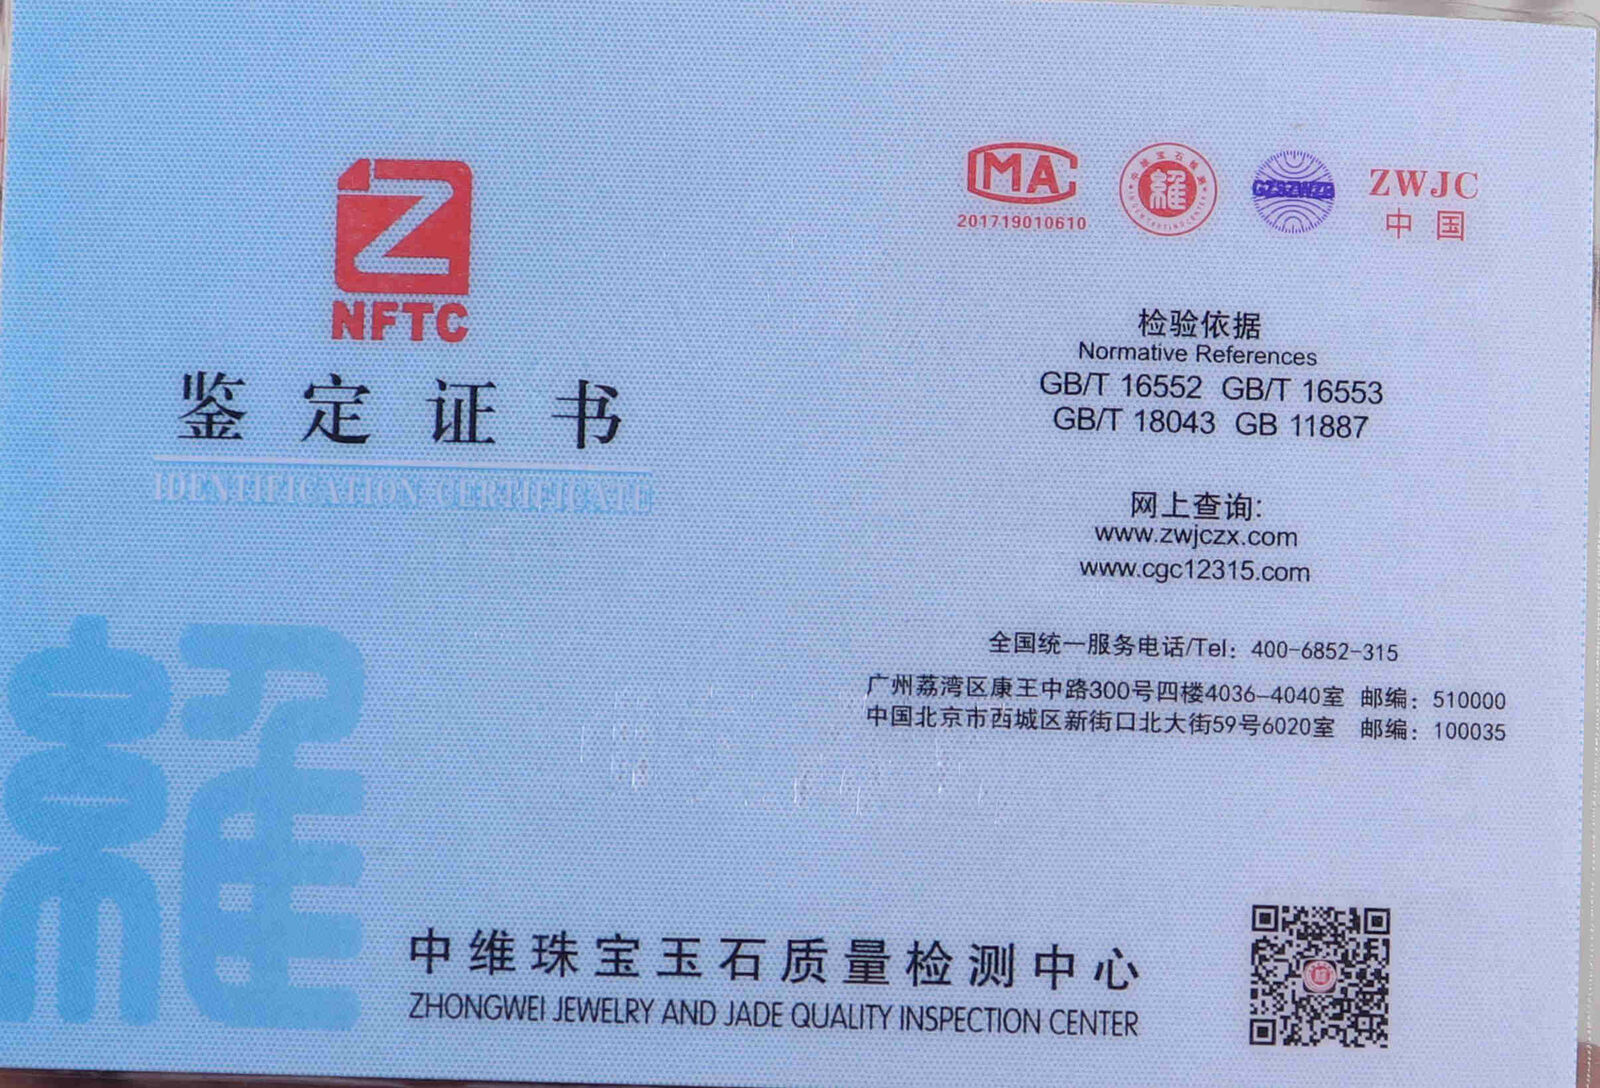 NFTC
鉴定证书
IDENTIFICATION CERTIFICATE
MA
201719010610
ZWJC
中国
检验依据
Normative References
GB/T 16552 GB/T 16553
GB/T 18043 GB 11887
网上查询:
www.zwjczx.com
www.cgc12315.com
全国统一服务电话/Tel：400-6852-315
广州荔湾区康王中路300号四楼4036-4040室 邮编：510000
中国北京市西城区新街口北大街59号6020室 邮编：100035
中维珠宝玉石质量检测中心
ZHONGWEI JEWELRY AND JADE QUALITY INSPECTION CENTER